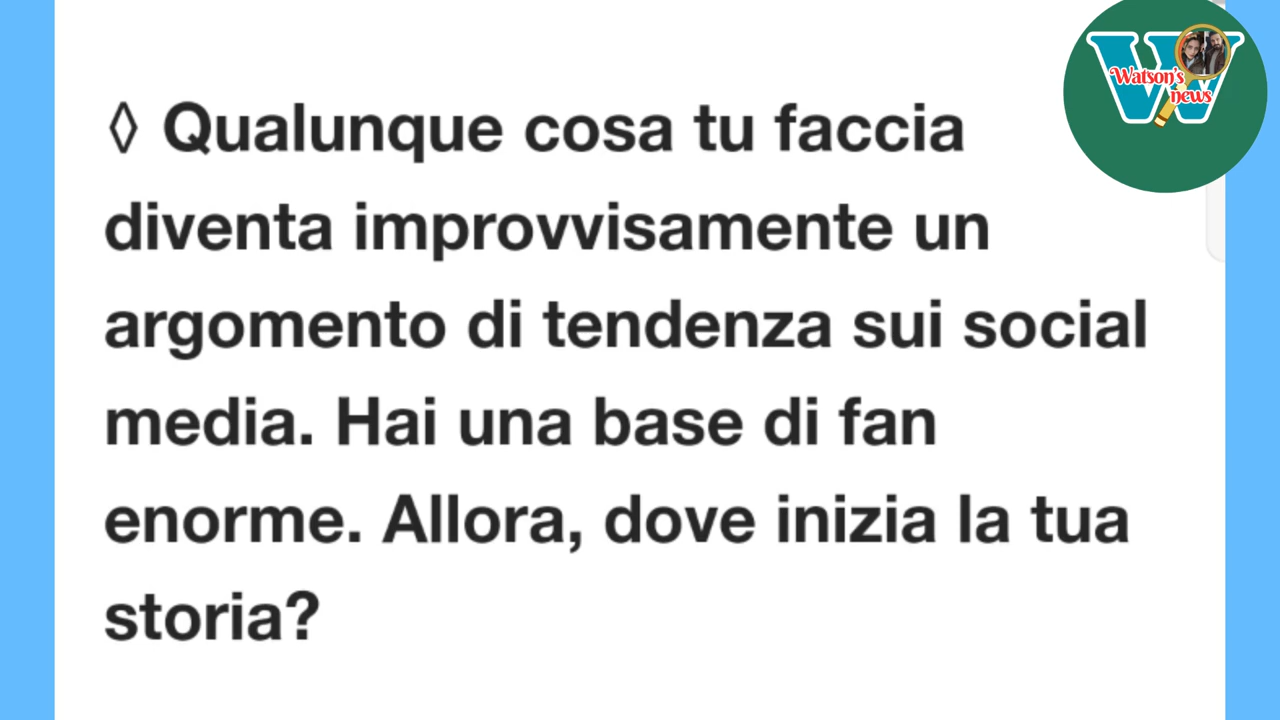 ◊ Qualunque cosa tu faccia
diventa improvvisamente un
argomento di tendenza sui social
media. Hai una base di fan
enorme. Allora, dove inizia la tua
storia?
W
Watson's
news